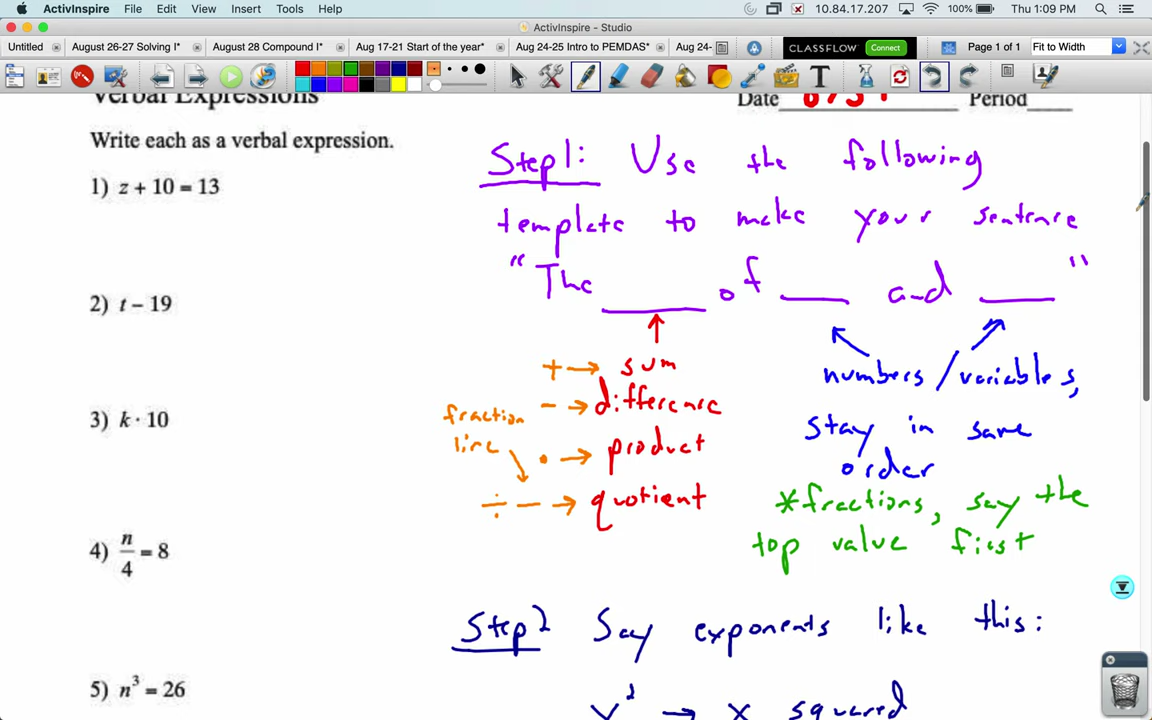 ActivInspire File Edit View Insert Tools Help 10.84.17.207 100% Thu 1:09 PM
ActivInspire - Studio
Untitled August 26-27 Solving I* August 28 Compound I* Aug 17-21 Start of the year* Aug 24-25 Intro to PEMDAS* Aug 24- CLASSFLOW Connect Page 1 of 1 Fit to Width
Verbal Expressions
Date Period
Write each as a verbal expression.
1) z + 10 = 13
2) t − 19
3) k · 10
4) n/4 = 8
5) n³ = 26
Step 1: Use the following
template to make your sentence
"The ____ of ____ and ____"
+ → sum
- → difference
· → product
÷ − → quotient
fraction
line
numbers/variables,
stay in same
order
*fractions, say the
top value first
Step 2 Say exponents like this:
x² → x squared